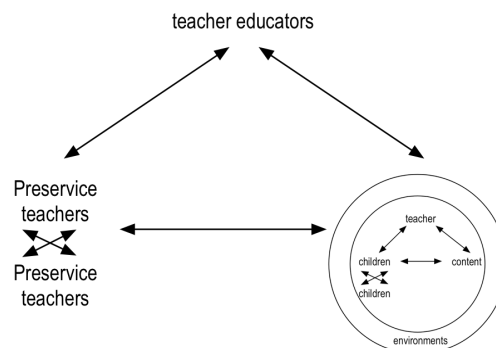 teacher educators
Preservice
teachers
Preservice
teachers
teacher
children
content
children
environments